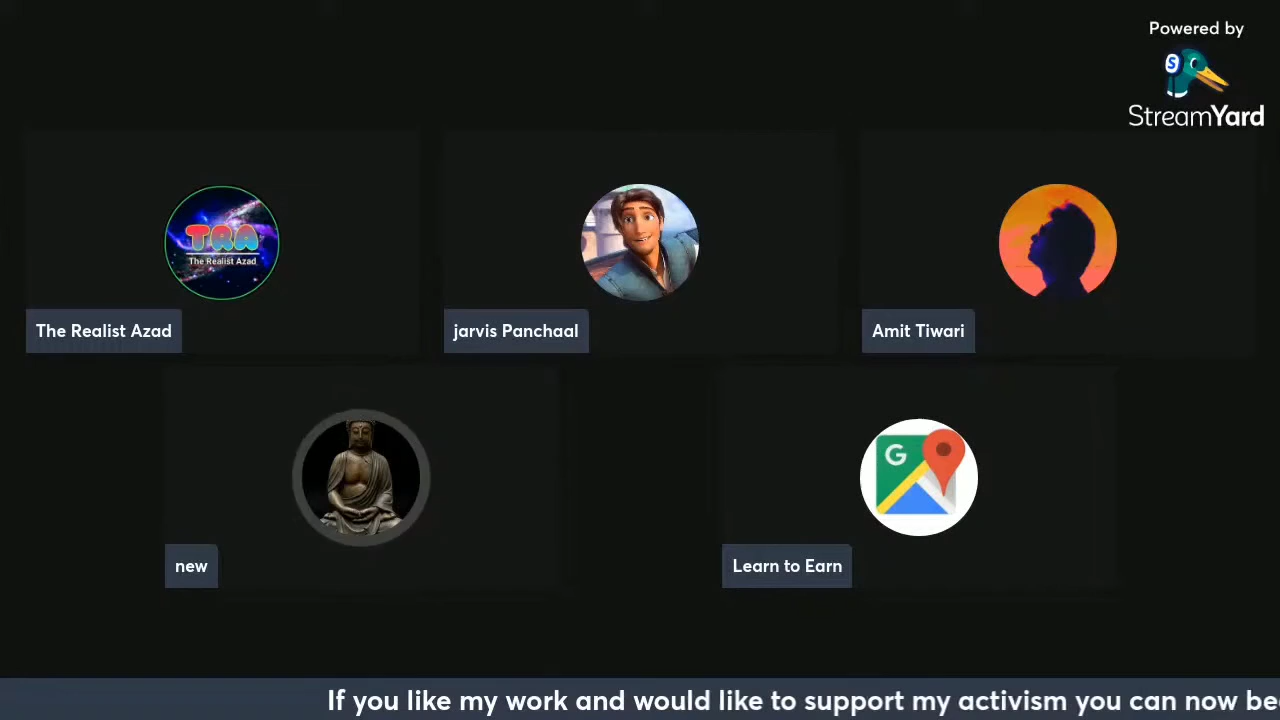 Powered by
S
StreamYard
TRA
The Realist Azad
The Realist Azad
jarvis Panchaal
Amit Tiwari
G
new
Learn to Earn
If you like my work and would like to support my activism you can now be